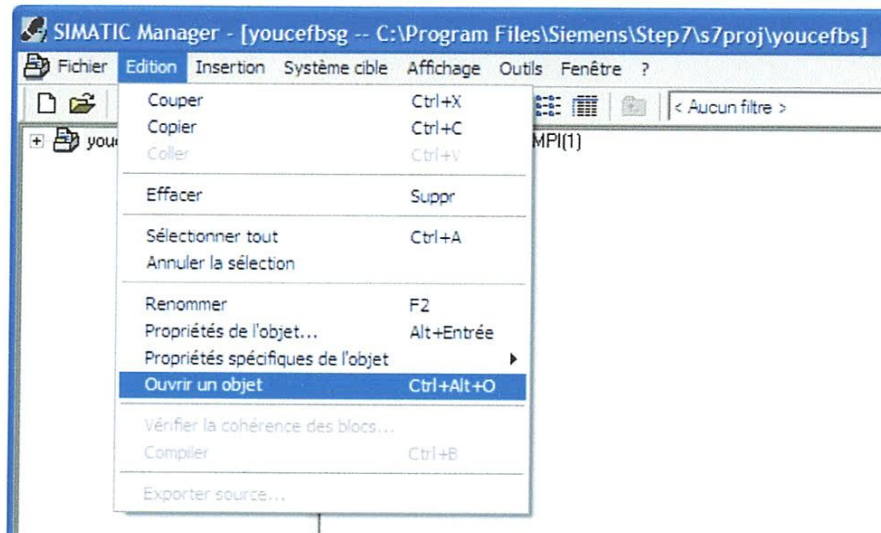 SIMATIC Manager - [youcefbsg -- C:\Program Files\Siemens\Step7\s7proj\youcefbs]
Fichier Edition Insertion Système cible Affichage Outils Fenêtre ?
< Aucun filtre >
MPI(1)
Couper Ctrl+X
Copier Ctrl+C
Coller Ctrl+V
Effacer Suppr
Sélectionner tout Ctrl+A
Annuler la sélection
Renommer F2
Propriétés de l'objet... Alt+Entrée
Propriétés spécifiques de l'objet
Ouvrir un objet Ctrl+Alt+O
Vérifier la cohérence des blocs...
Compiler Ctrl+B
Exporter source...